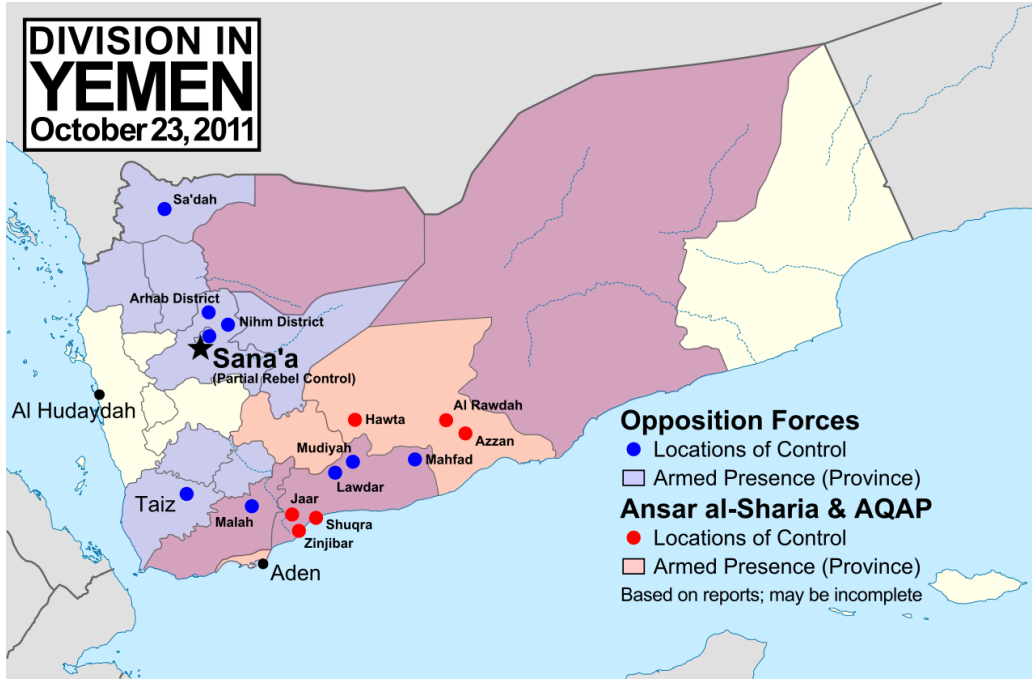 DIVISION IN
YEMEN
October 23, 2011
Sa'dah
Arhab District
Nihm District
Sana'a
(Partial Rebel Control)
Al Hudaydah
Hawta
Al Rawdah
Azzan
Mudiyah
Mahfad
Lawdar
Taiz
Malah
Jaar
Shuqra
Zinjibar
Aden
Opposition Forces
Locations of Control
Armed Presence (Province)
Ansar al-Sharia & AQAP
Locations of Control
Armed Presence (Province)
Based on reports; may be incomplete